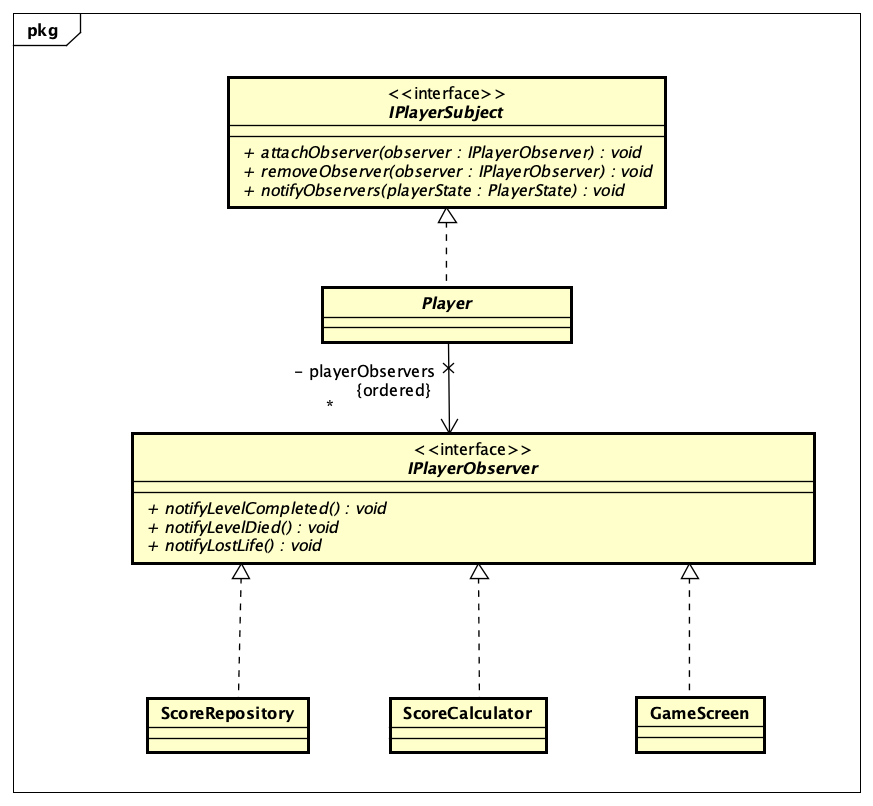 pkg
<<interface>>
IPlayerSubject
+ attachObserver(observer : IPlayerObserver) : void
+ removeObserver(observer : IPlayerObserver) : void
+ notifyObservers(playerState : PlayerState) : void
Player
- playerObservers
{ordered}
*
<<interface>>
IPlayerObserver
+ notifyLevelCompleted() : void
+ notifyLevelDied() : void
+ notifyLostLife() : void
ScoreRepository
ScoreCalculator
GameScreen